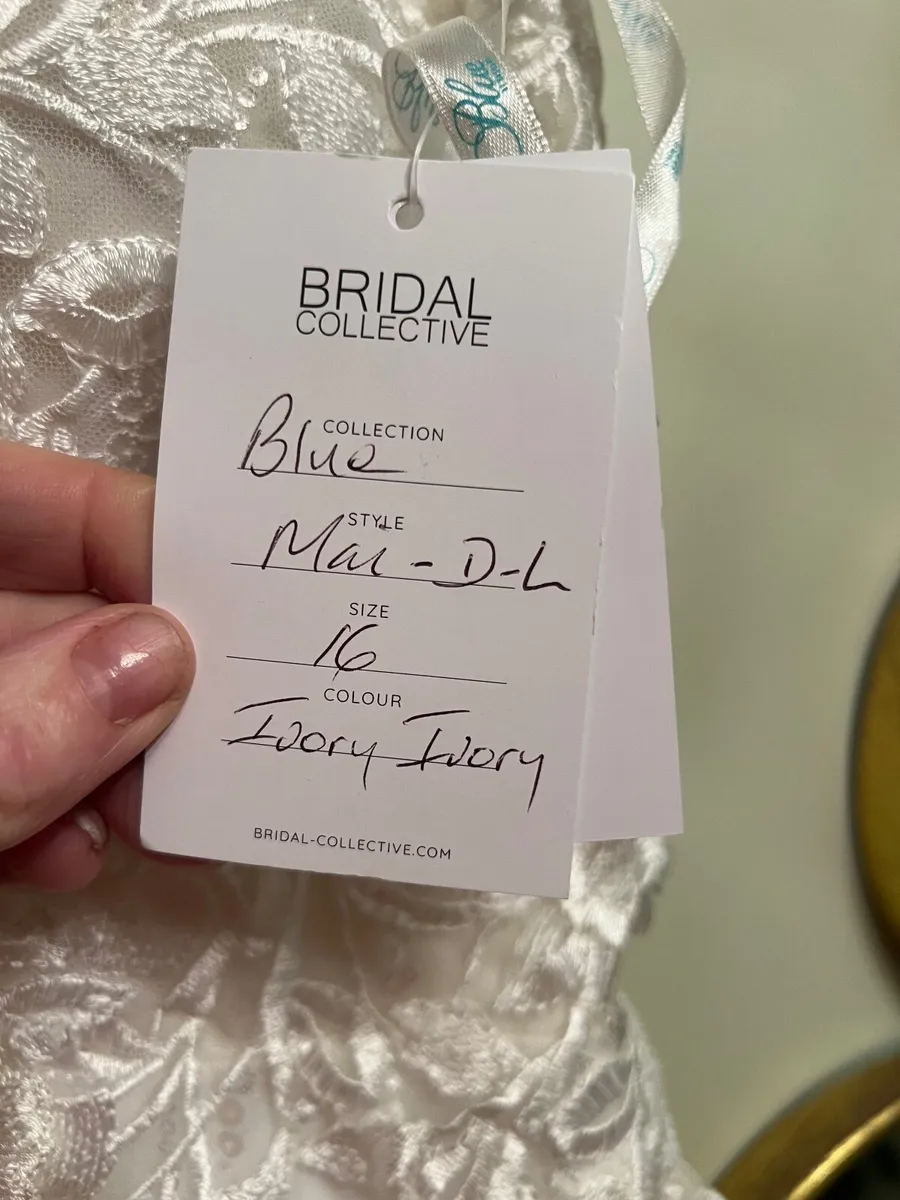 Blue
BRIDAL
COLLECTIVE
COLLECTION
Blue
STYLE
Mai - D-L
SIZE
16
COLOUR
Ivory Ivory
BRIDAL-COLLECTIVE.COM